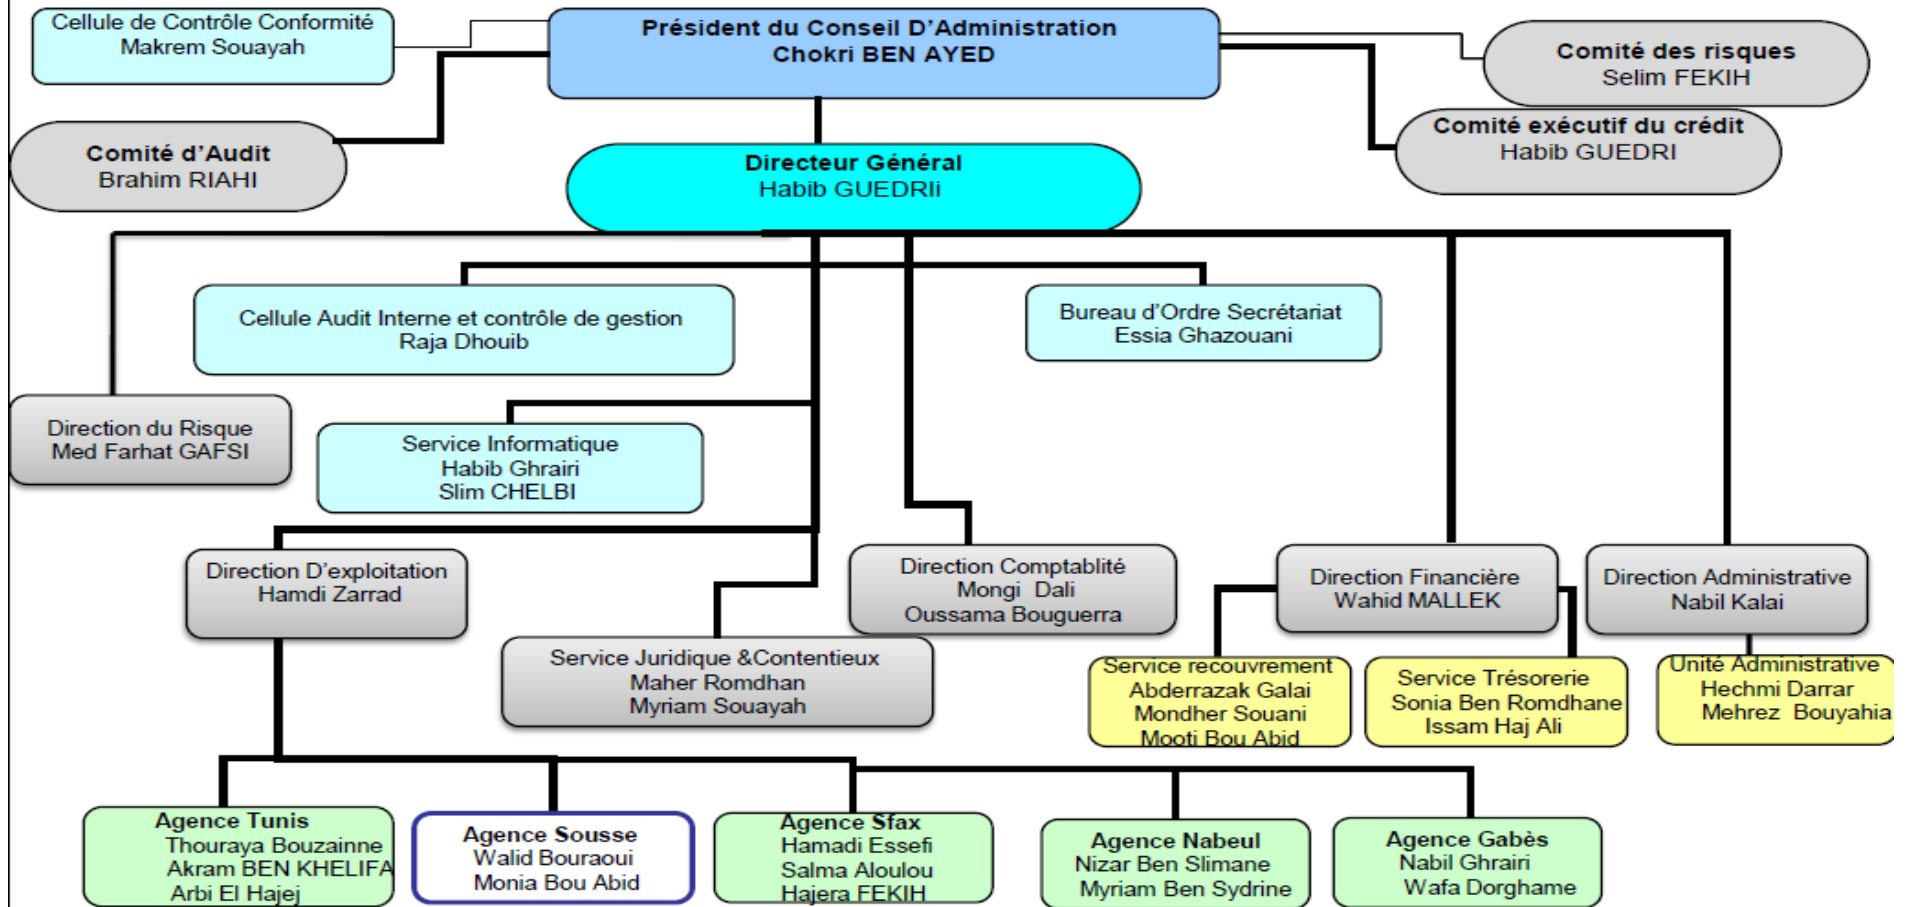 Cellule de Contrôle Conformité
Makrem Souayah
Président du Conseil D'Administration
Chokri BEN AYED
Comité des risques
Selim FEKIH
Comité d'Audit
Brahim RIAHI
Comité exécutif du crédit
Habib GUEDRI
Directeur Général
Habib GUEDRIi
Cellule Audit Interne et contrôle de gestion
Raja Dhouib
Bureau d'Ordre Secrétariat
Essia Ghazouani
Direction du Risque
Med Farhat GAFSI
Service Informatique
Habib Ghrairi
Slim CHELBI
Direction D'exploitation
Hamdi Zarrad
Service Juridique &Contentieux
Maher Romdhan
Myriam Souayah
Direction Comptablité
Mongi Dali
Oussama Bouguerra
Direction Financière
Wahid MALLEK
Direction Administrative
Nabil Kalai
Service recouvrement
Abderrazak Galai
Mondher Souani
Mooti Bou Abid
Service Trésorerie
Sonia Ben Romdhane
Issam Haj Ali
Unité Administrative
Hechmi Darrar
Mehrez Bouyahia
Agence Tunis
Thouraya Bouzainne
Akram BEN KHELIFA
Arbi El Hajej
Agence Sousse
Walid Bouraoui
Monia Bou Abid
Agence Sfax
Hamadi Essefi
Salma Aloulou
Hajera FEKIH
Agence Nabeul
Nizar Ben Slimane
Myriam Ben Sydrine
Agence Gabès
Nabil Ghrairi
Wafa Dorghame